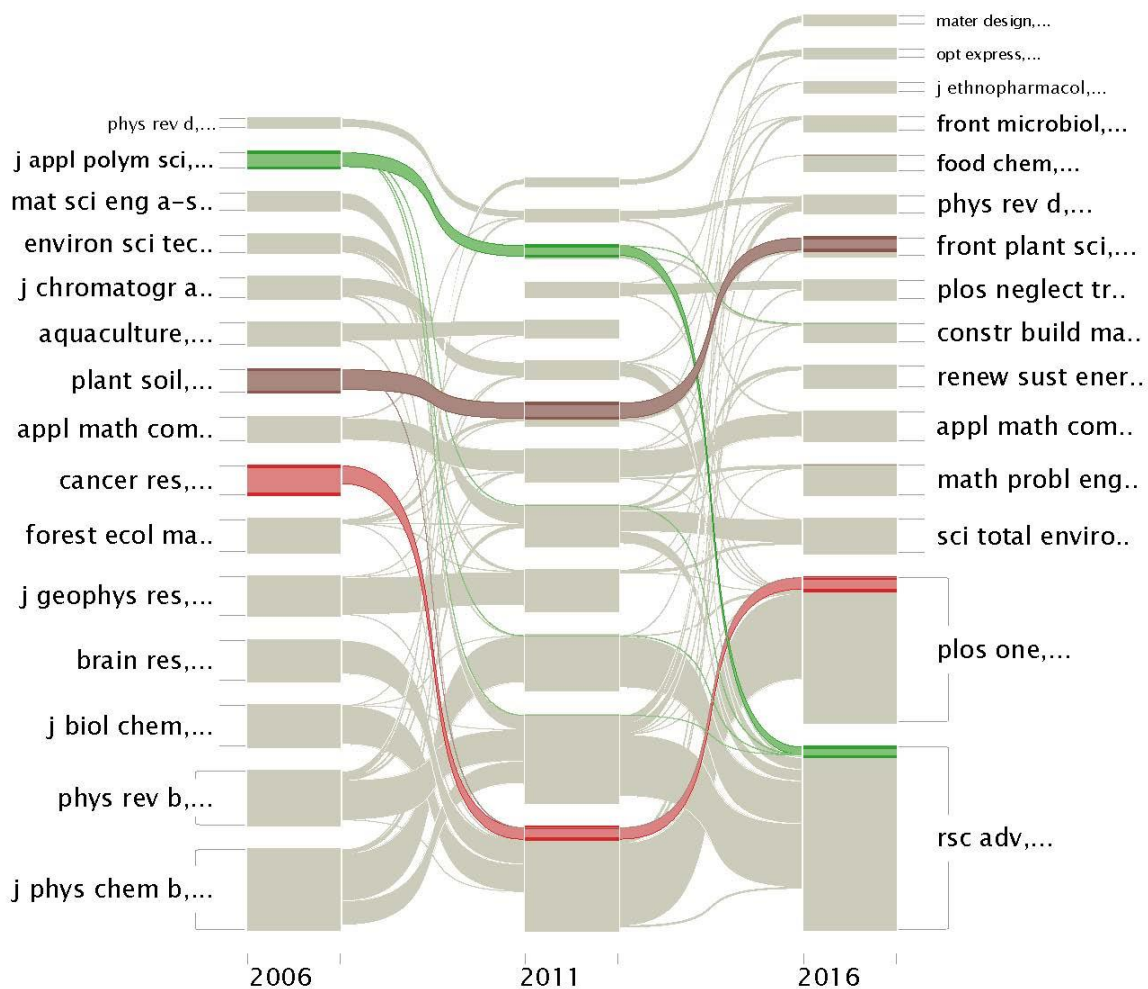 phys rev d,...
j appl polym sci,...
mat sci eng a-s..
environ sci tec..
j chromatogr a..
aquaculture,...
plant soil,...
appl math com..
cancer res,...
forest ecol ma..
j geophys res,...
brain res,...
j biol chem,...
phys rev b,...
j phys chem b,...
mater design,...
opt express,...
j ethnopharmacol,...
front microbiol,...
food chem,...
phys rev d,...
front plant sci,...
plos neglect tr..
constr build ma..
renew sust ener..
appl math com..
math probl eng..
sci total enviro..
plos one,...
rsc adv,...
2006
2011
2016